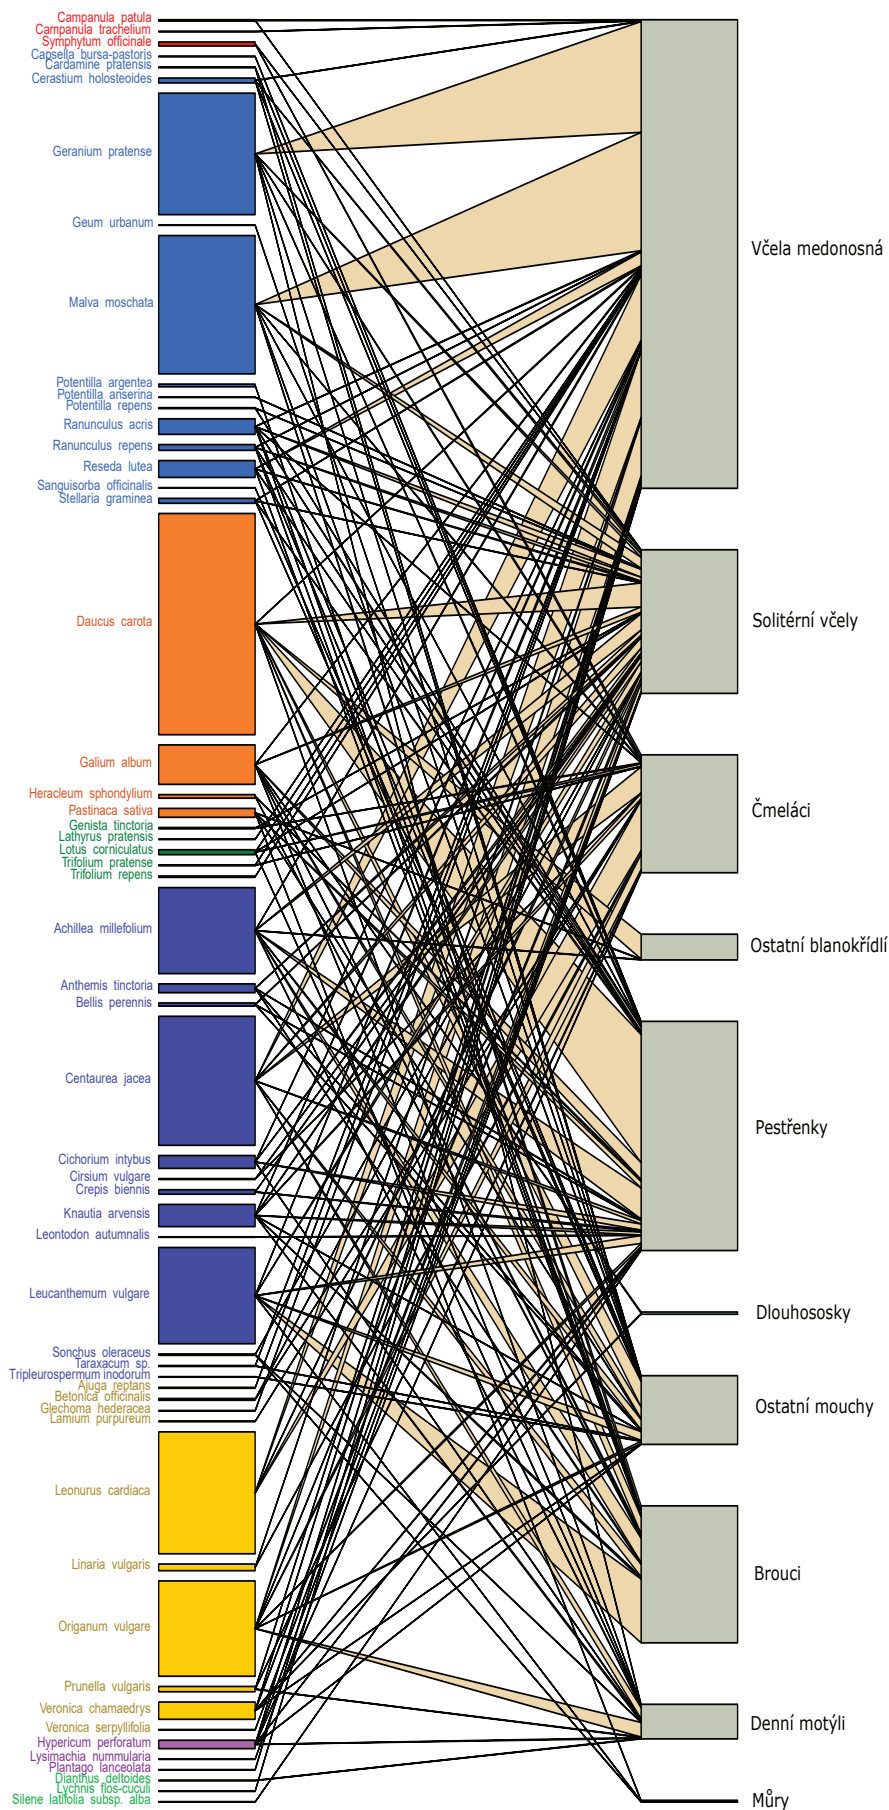 Campanula patula
Campanula trachelium
Symphytum officinale
Capsella bursa-pastoris
Cardamine pratensis
Cerastium holosteoides
Geranium pratense
Geum urbanum
Malva moschata
Potentilla argentea
Potentilla anserina
Potentilla repens
Ranunculus acris
Ranunculus repens
Reseda lutea
Sanguisorba officinalis
Stellaria graminea
Daucus carota
Galium album
Heracleum sphondylium
Pastinaca sativa
Genista tinctoria
Lathyrus pratensis
Lotus corniculatus
Trifolium pratense
Trifolium repens
Achillea millefolium
Anthemis tinctoria
Bellis perennis
Centaurea jacea
Cichorium intybus
Cirsium vulgare
Crepis biennis
Knautia arvensis
Leontodon autumnalis
Leucanthemum vulgare
Sonchus oleraceus
Taraxacum sp.
Tripleurospermum inodorum
Ajuga reptans
Betonica officinalis
Glechoma hederacea
Lamium purpureum
Leonurus cardiaca
Linaria vulgaris
Origanum vulgare
Prunella vulgaris
Veronica chamaedrys
Veronica serpyllifolia
Hypericum perforatum
Lysimachia nummularia
Plantago lanceolata
Dianthus deltoides
Lychnis flos-cuculi
Silene latifolia subsp. alba
Včela medonosná
Solitérní včely
Čmeláci
Ostatní blanokřídlí
Pestřenky
Dlouhososky
Ostatní mouchy
Brouci
Denní motýli
Můry